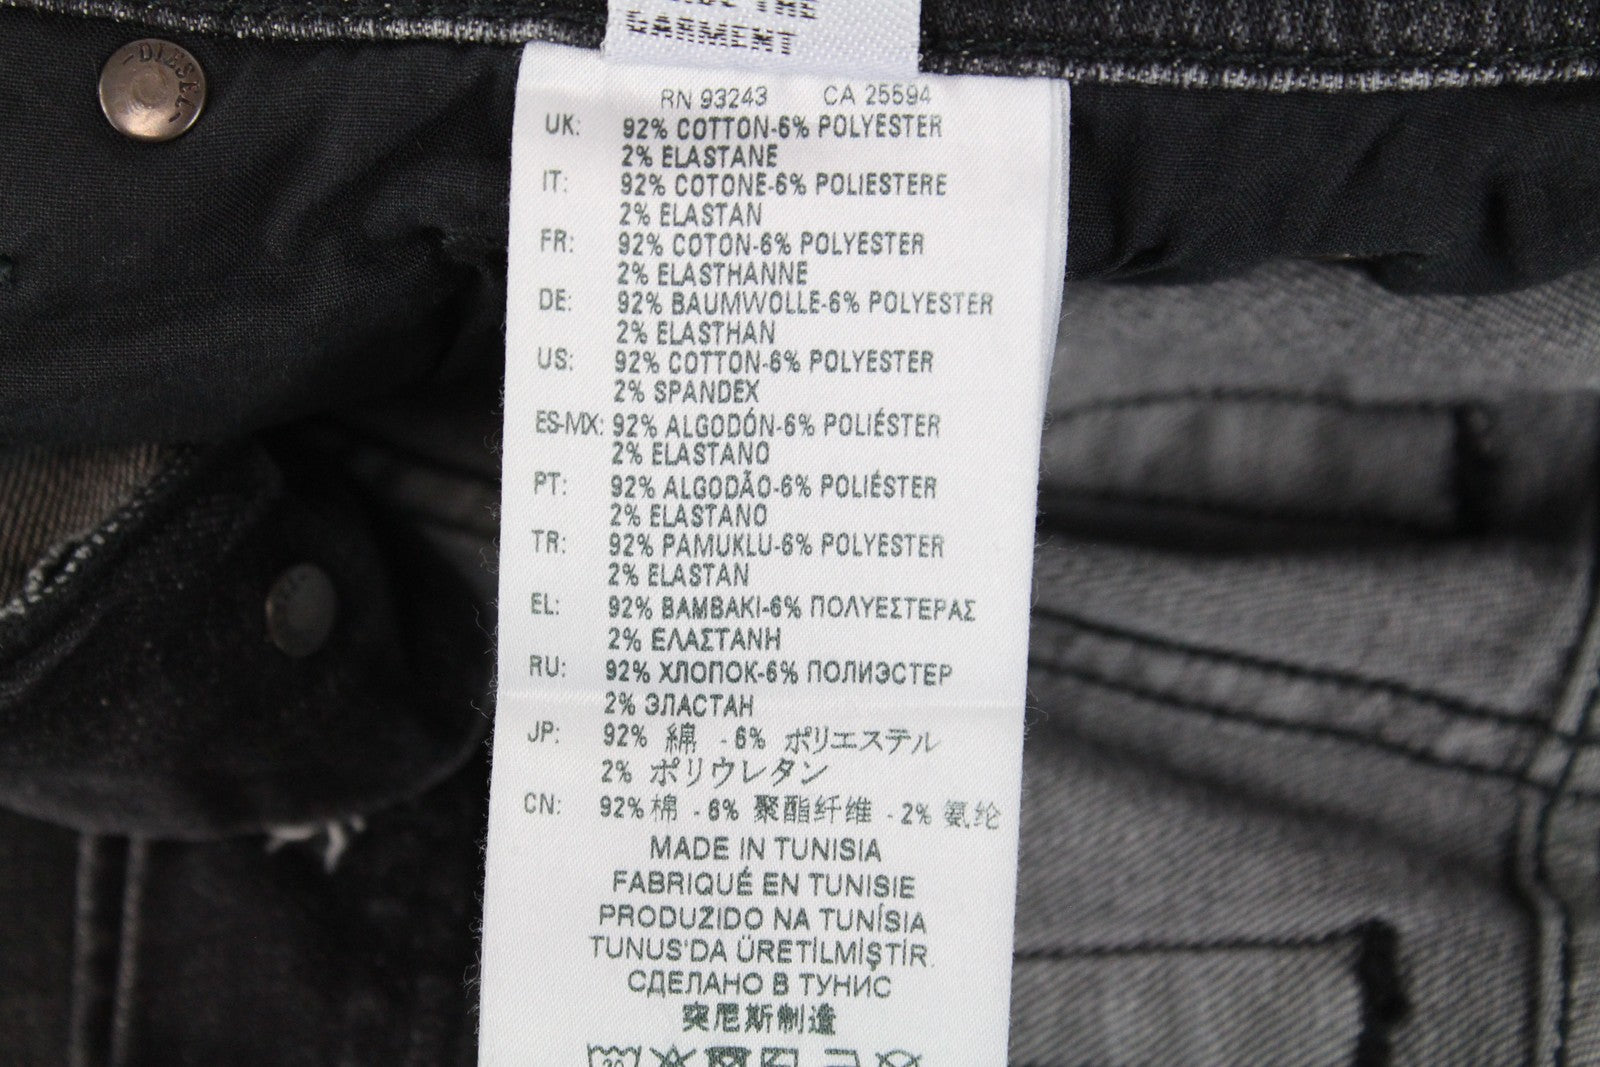 GARMENT
RN 93243 CA 25594
UK: 92% COTTON-6% POLYESTER
2% ELASTANE
IT: 92% COTONE-6% POLIESTERE
2% ELASTAN
FR: 92% COTON-6% POLYESTER
2% ELASTHANNE
DE: 92% BAUMWOLLE-6% POLYESTER
2% ELASTHAN
US: 92% COTTON-6% POLYESTER
2% SPANDEX
ES-MX: 92% ALGODÓN-6% POLIÉSTER
2% ELASTANO
PT: 92% ALGODÃO-6% POLIÉSTER
2% ELASTANO
TR: 92% PAMUKLU-6% POLYESTER
2% ELASTAN
EL: 92% ΒΑΜΒΑΚΙ-6% ΠΟΛΥΕΣΤΕΡΑΣ
2% ΕΛΑΣΤΑΝΗ
RU: 92% ХЛОПОК-6% ПОЛИЭСТЕР
2% ЭЛАСТАН
JP: 92% 綿 - 6% ポリエステル
2% ポリウレタン
CN: 92% 棉 - 6% 聚酯纤维 - 2% 氨纶
MADE IN TUNISIA
FABRIQUÉ EN TUNISIE
PRODUZIDO NA TUNÍSIA
TUNUS'DA ÜRETİLMİŞTİR.
СДЕЛАНО В ТУНИС
突尼斯制造
DIESEL